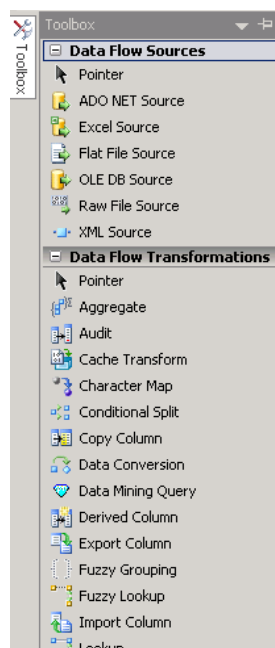 Toolbox
Toolbox
Data Flow Sources
Pointer
ADO NET Source
Excel Source
Flat File Source
OLE DB Source
Raw File Source
XML Source
Data Flow Transformations
Pointer
Aggregate
Audit
Cache Transform
Character Map
Conditional Split
Copy Column
Data Conversion
Data Mining Query
Derived Column
Export Column
Fuzzy Grouping
Fuzzy Lookup
Import Column
Lookup